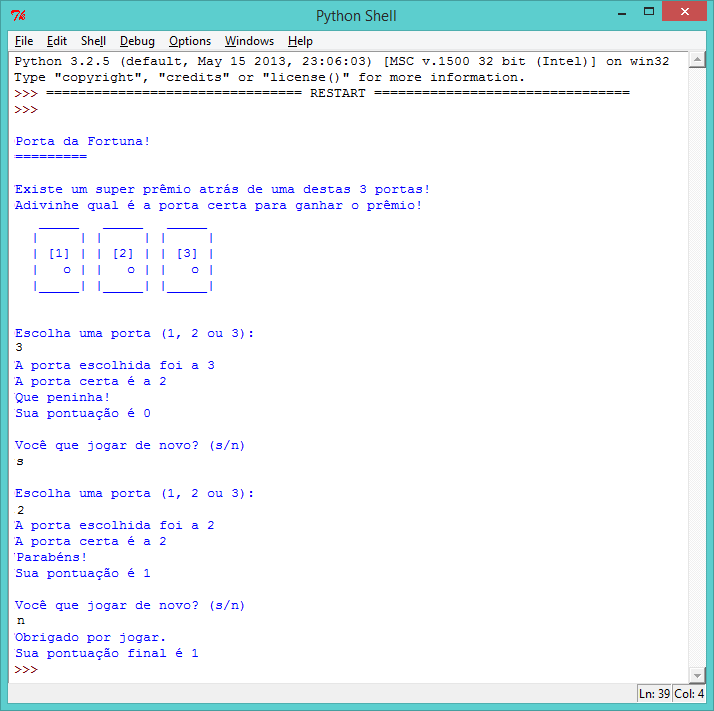 Python Shell
File Edit Shell Debug Options Windows Help
Python 3.2.5 (default, May 15 2013, 23:06:03) [MSC v.1500 32 bit (Intel)] on win32
Type "copyright", "credits" or "license()" for more information.
>>> ================================ RESTART ================================
>>>
Porta da Fortuna!
=========
Existe um super prêmio atrás de uma destas 3 portas!
Adivinhe qual é a porta certa para ganhar o prêmio!
   _____   _____   _____
  |     | |     | |     |
  | [1] | | [2] | | [3] |
  |   o | |   o | |   o |
  |_____| |_____| |_____|
Escolha uma porta (1, 2 ou 3):
3
A porta escolhida foi a 3
A porta certa é a 2
Que peninha!
Sua pontuação é 0
Você que jogar de novo? (s/n)
s
Escolha uma porta (1, 2 ou 3):
2
A porta escolhida foi a 2
A porta certa é a 2
Parabéns!
Sua pontuação é 1
Você que jogar de novo? (s/n)
n
Obrigado por jogar.
Sua pontuação final é 1
>>>
Ln: 39 Col: 4